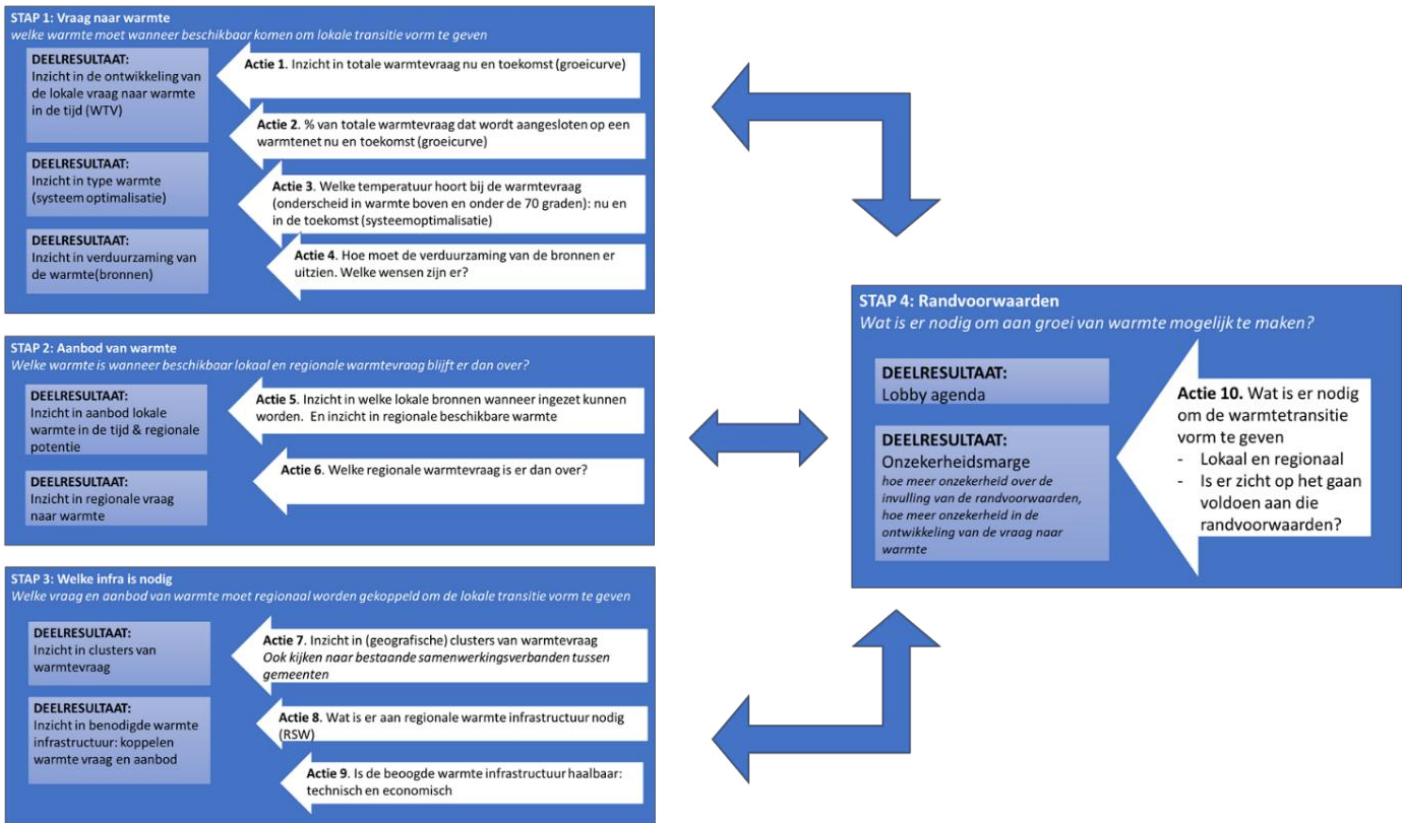 STAP 1: Vraag naar warmte
welke warmte moet wanneer beschikbaar komen om lokale transitie vorm te geven
DEELRESULTAAT:
Inzicht in de ontwikkeling van
de lokale vraag naar warmte
in de tijd (WTV)
Actie 1. Inzicht in totale warmtevraag nu en toekomst (groeicurve)
Actie 2. % van totale warmtevraag dat wordt aangesloten op een
warmtenet nu en toekomst (groeicurve)
DEELRESULTAAT:
Inzicht in type warmte
(systeem optimalisatie)
Actie 3. Welke temperatuur hoort bij de warmtevraag
(onderscheid in warmte boven en onder de 70 graden): nu en
in de toekomst (systeemoptimalisatie)
DEELRESULTAAT:
Inzicht in verduurzaming van
de warmte(bronnen)
Actie 4. Hoe moet de verduurzaming van de bronnen er
uitzien. Welke wensen zijn er?
STAP 2: Aanbod van warmte
Welke warmte is wanneer beschikbaar lokaal en regionale warmtevraag blijft er dan over?
DEELRESULTAAT:
Inzicht in aanbod lokale
warmte in de tijd & regionale
potentie
Actie 5. Inzicht in welke lokale bronnen wanneer ingezet kunnen
worden. En inzicht in regionale beschikbare warmte
DEELRESULTAAT:
Inzicht in regionale vraag
naar warmte
Actie 6. Welke regionale warmtevraag is er dan over?
STAP 3: Welke infra is nodig
Welke vraag en aanbod van warmte moet regionaal worden gekoppeld om de lokale transitie vorm te geven
DEELRESULTAAT:
Inzicht in clusters van
warmtevraag
Actie 7. Inzicht in (geografische) clusters van warmtevraag
Ook kijken naar bestaande samenwerkingsverbanden tussen
gemeenten
DEELRESULTAAT:
Inzicht in benodigde warmte
infrastructuur: koppelen
warmte vraag en aanbod
Actie 8. Wat is er aan regionale warmte infrastructuur nodig
(RSW)
Actie 9. Is de beoogde warmte infrastructuur haalbaar:
technisch en economisch
STAP 4: Randvoorwaarden
Wat is er nodig om aan groei van warmte mogelijk te maken?
DEELRESULTAAT:
Lobby agenda
DEELRESULTAAT:
Onzekerheidsmarge
hoe meer onzekerheid over de
invulling van de randvoorwaarden,
hoe meer onzekerheid in de
ontwikkeling van de vraag naar
warmte
Actie 10. Wat is er nodig
om de warmtetransitie
vorm te geven
- Lokaal en regionaal
- Is er zicht op het gaan
voldoen aan die
randvoorwaarden?